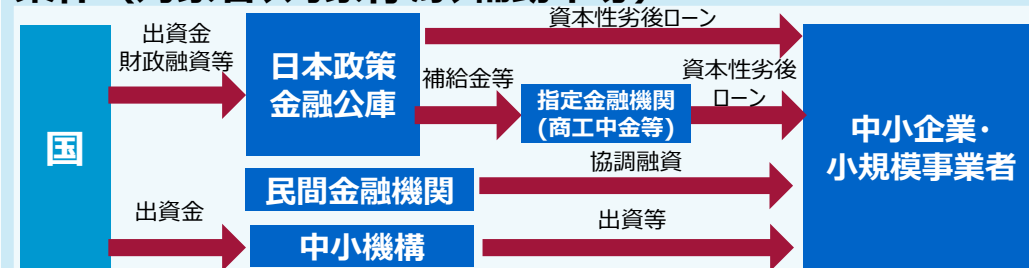 資本性劣後ローン
出資金
財政融資等
日本政策
金融公庫
補給金等
資本性劣後
ローン
指定金融機関
(商工中金等)
国
中小企業・
小規模事業者
協調融資
民間金融機関
出資金
出資等
中小機構